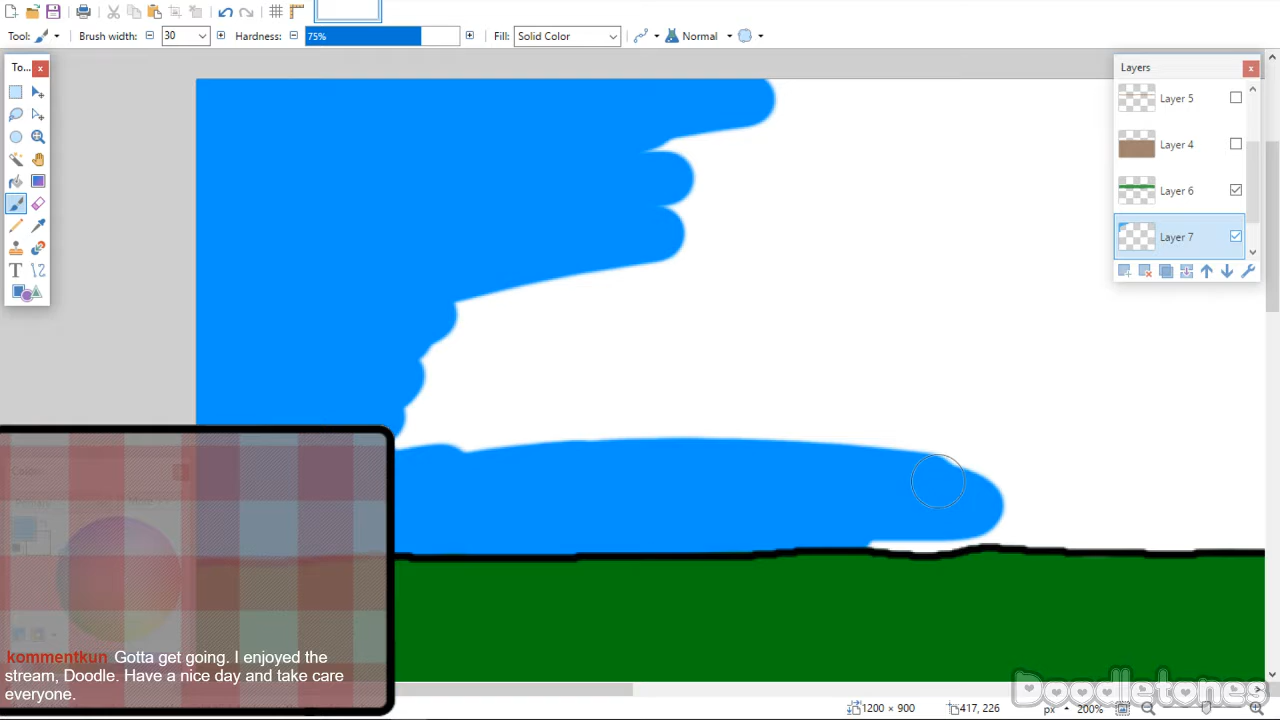 Tool:
Brush width:
30
Hardness:
75%
Fill:
Solid Color
Normal
To...
Layers
Layer 5
Layer 4
Layer 6
Layer 7
kommentkun Gotta get going. I enjoyed the
stream, Doodle. Have a nice day and take care
everyone.
Doodletones
1200 × 900
417, 226
px
200%